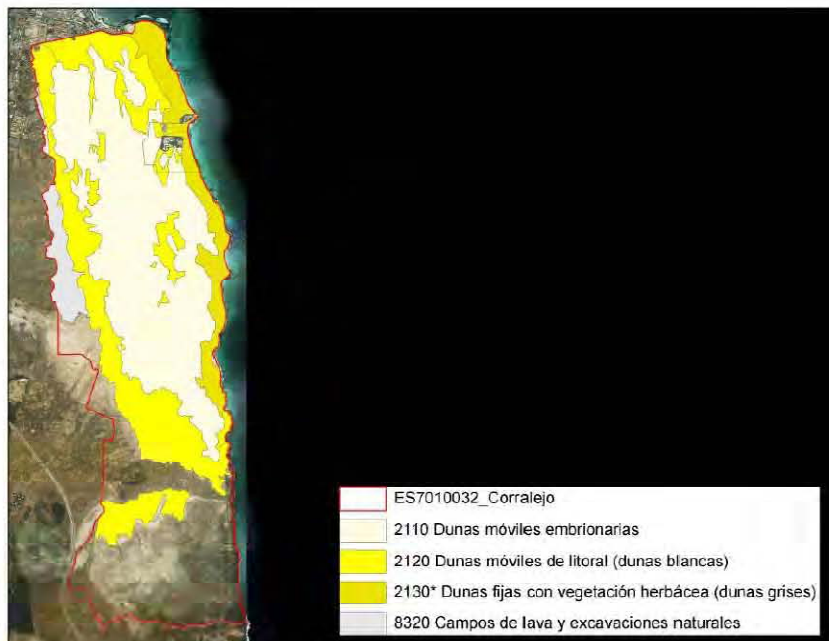 ES7010032_Corralejo
2110 Dunas móviles embrionarias
2120 Dunas móviles de litoral (dunas blancas)
2130* Dunas fijas con vegetación herbácea (dunas grises)
8320 Campos de lava y excavaciones naturales